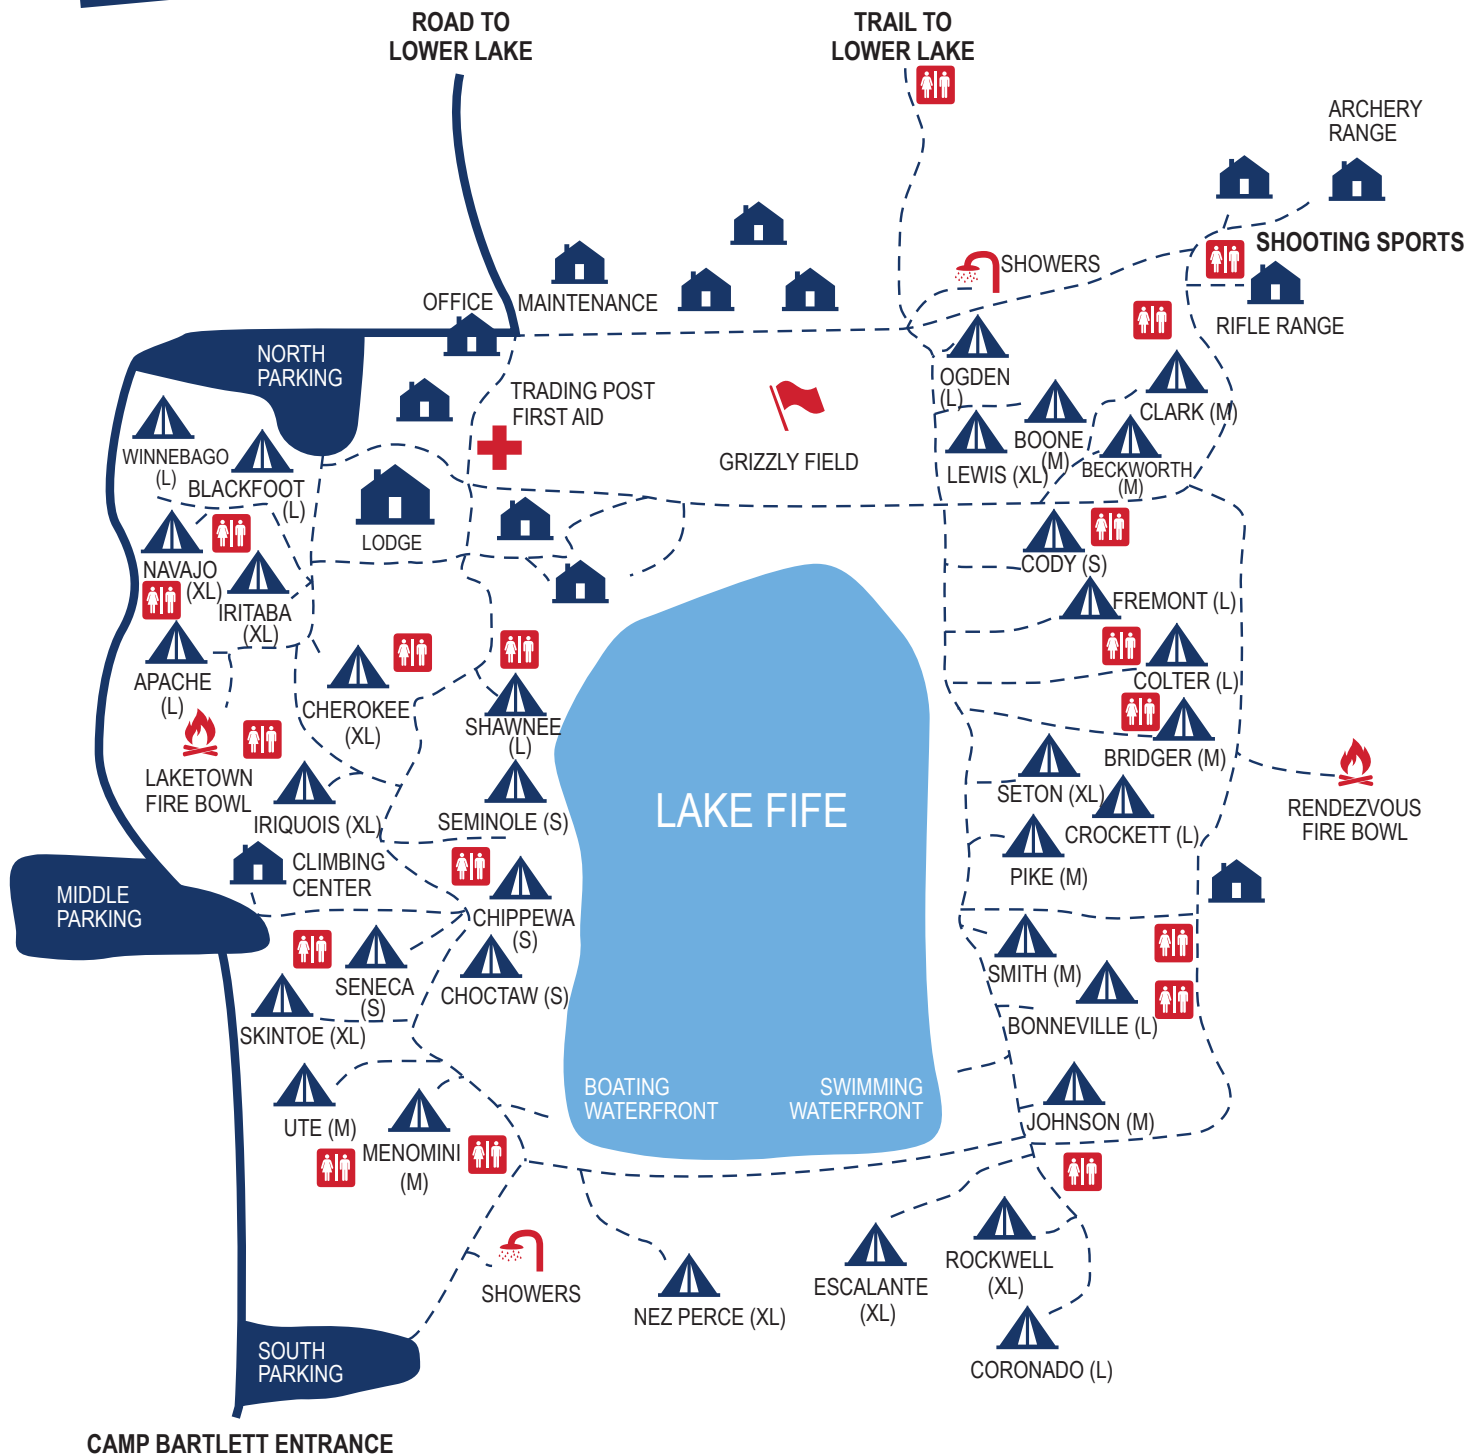 ROAD TO
LOWER LAKE
TRAIL TO
LOWER LAKE
ARCHERY
RANGE
SHOOTING SPORTS
SHOWERS
OFFICE
MAINTENANCE
RIFLE RANGE
NORTH
PARKING
TRADING POST
FIRST AID
OGDEN
(L)
CLARK (M)
BOONE
(M)
LEWIS (XL)
BECKWORTH
(M)
GRIZZLY FIELD
WINNEBAGO
(L)
BLACKFOOT
(L)
LODGE
NAVAJO
(XL)
IRITABA
(XL)
CODY (S)
FREMONT (L)
APACHE
(L)
CHEROKEE
(XL)
SHAWNEE
(L)
COLTER (L)
BRIDGER (M)
LAKETOWN
FIRE BOWL
IRIQUOIS (XL)
SEMINOLE (S)
LAKE FIFE
SETON (XL)
CROCKETT (L)
RENDEZVOUS
FIRE BOWL
CLIMBING
CENTER
PIKE (M)
MIDDLE
PARKING
CHIPPEWA
(S)
SENECA
(S)
CHOCTAW (S)
SMITH (M)
SKINTOE (XL)
BONNEVILLE (L)
BOATING
WATERFRONT
SWIMMING
WATERFRONT
UTE (M)
MENOMINI
(M)
JOHNSON (M)
SHOWERS
NEZ PERCE (XL)
ESCALANTE
(XL)
ROCKWELL
(XL)
SOUTH
PARKING
CORONADO (L)
CAMP BARTLETT ENTRANCE